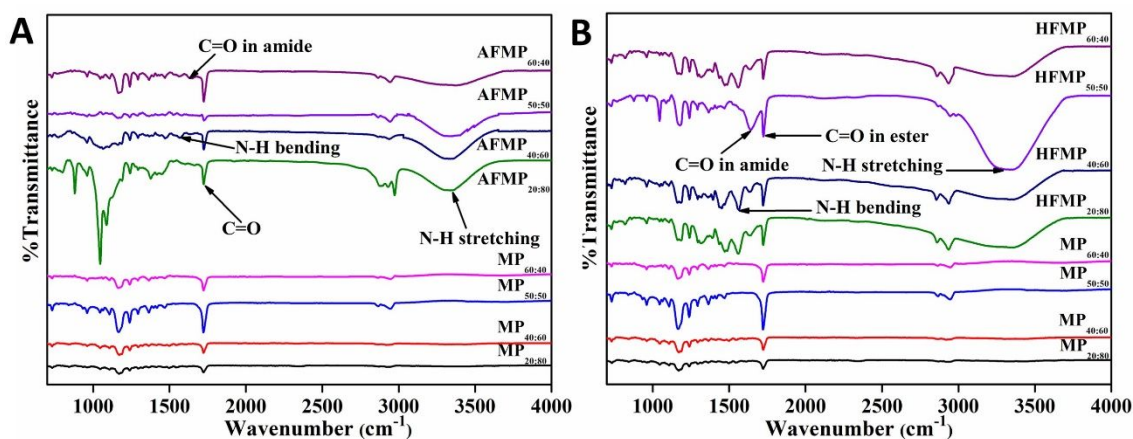 A
%Transmittance
C=O in amide
AFMP 60:40
AFMP 50:50
N-H bending
AFMP 40:60
AFMP 20:80
C=O
N-H stretching
MP 60:40
MP 50:50
MP 40:60
MP 20:80
1000 1500 2000 2500 3000 3500 4000
Wavenumber (cm-1)
B
%Transmittance
HFMP 60:40
HFMP 50:50
C=O in ester
C=O in amide
N-H stretching
HFMP 40:60
N-H bending
HFMP 20:80
MP 60:40
MP 50:50
MP 40:60
MP 20:80
1000 1500 2000 2500 3000 3500 4000
Wavenumber (cm-1)